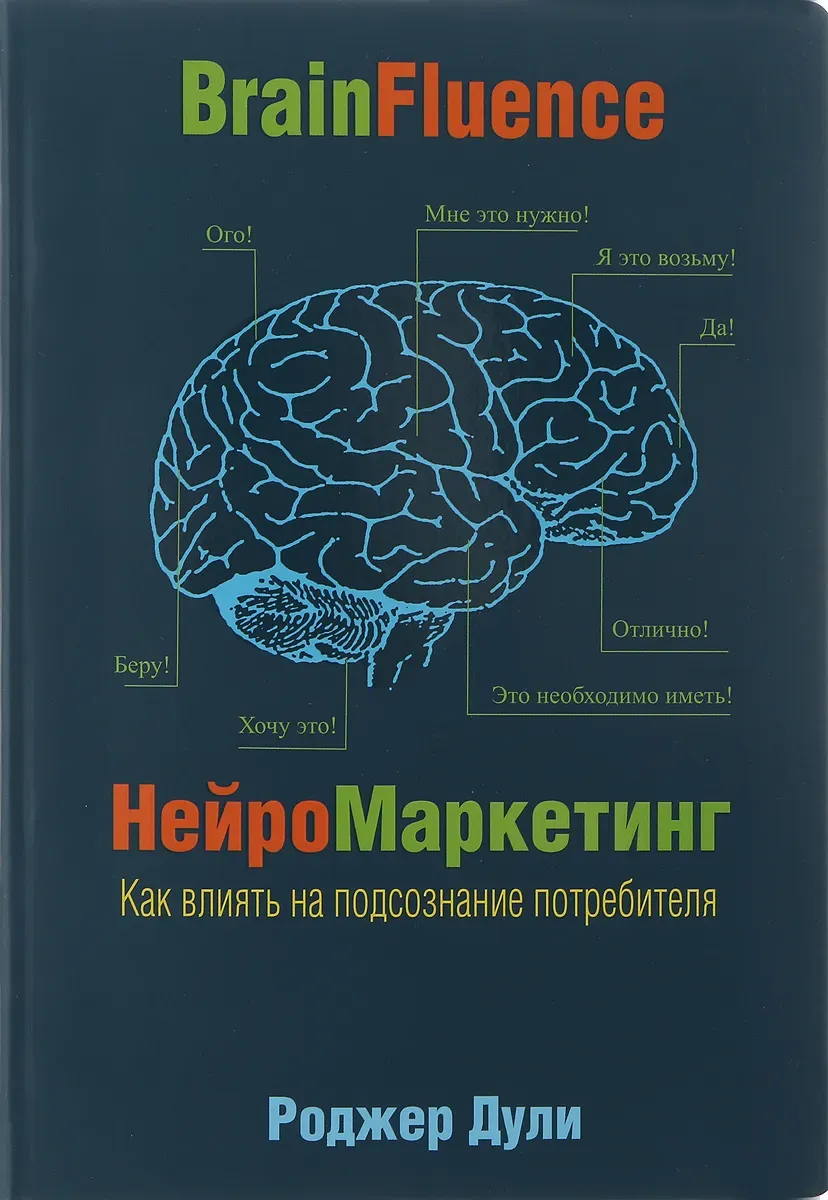 BrainFluence
Мне это нужно!
Ого!
Я это возьму!
Да!
Отлично!
Беру!
Это необходимо иметь!
Хочу это!
НейроМаркетинг
Как влиять на подсознание потребителя
Роджер Дули